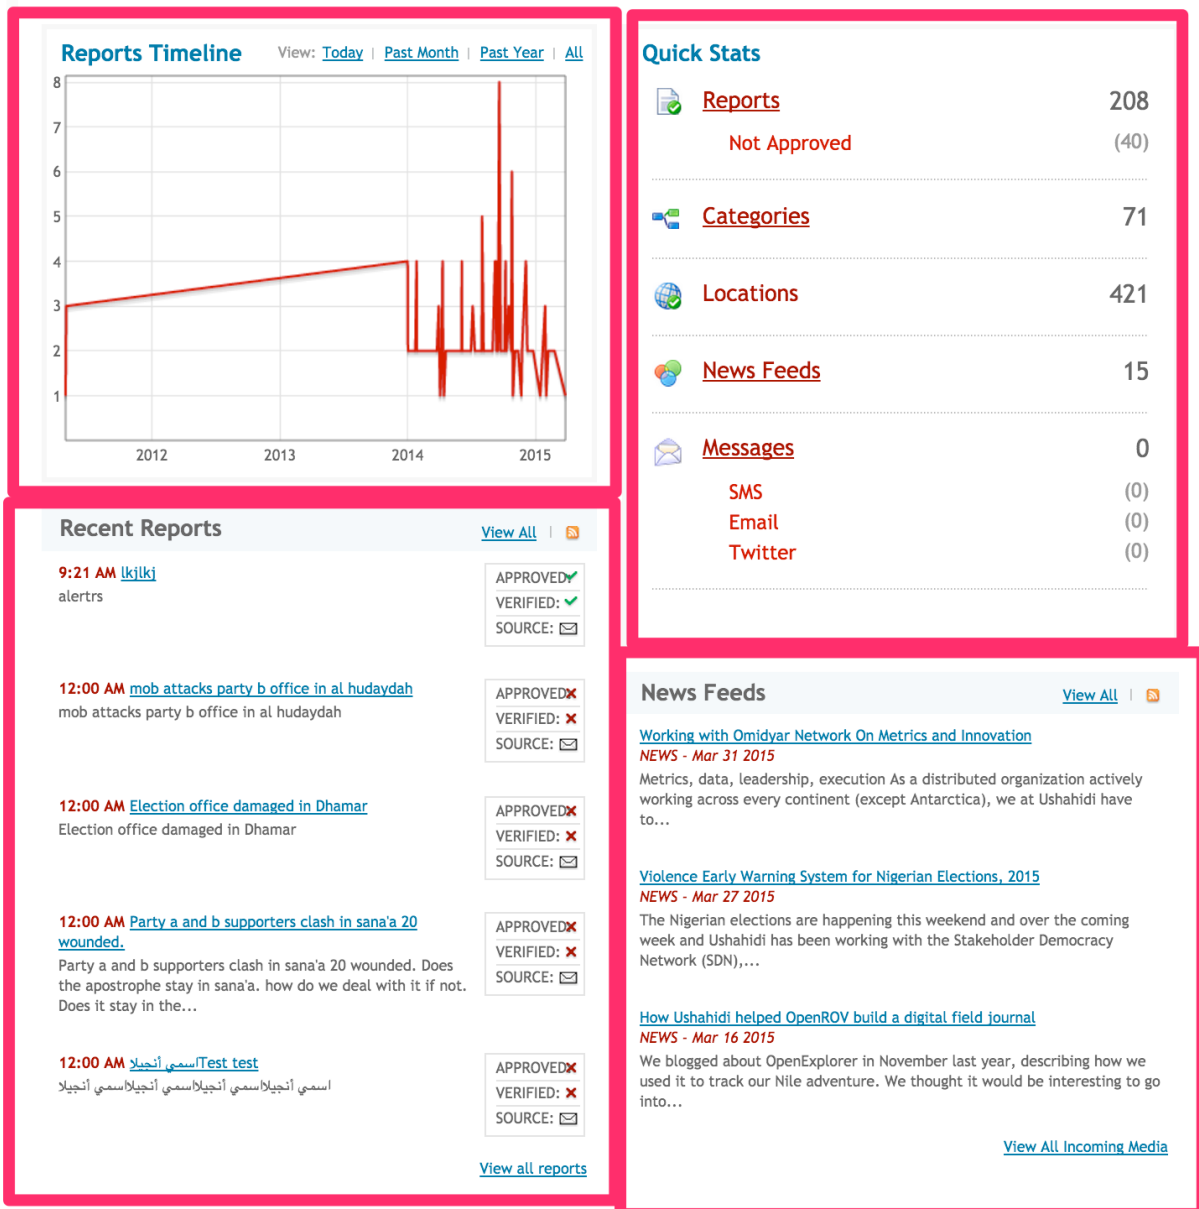 Reports Timeline
View: Today | Past Month | Past Year | All
8
7
6
5
4
3
2
1
2012 2013 2014 2015
Quick Stats
Reports 208
Not Approved (40)
Categories 71
Locations 421
News Feeds 15
Messages 0
SMS (0)
Email (0)
Twitter (0)
Recent Reports View All |
9:21 AM lkjlkj
alertrs
APPROVED:
VERIFIED:
SOURCE:
12:00 AM mob attacks party b office in al hudaydah
mob attacks party b office in al hudaydah
APPROVED:
VERIFIED:
SOURCE:
12:00 AM Election office damaged in Dhamar
Election office damaged in Dhamar
APPROVED:
VERIFIED:
SOURCE:
12:00 AM Party a and b supporters clash in sana'a 20
wounded.
Party a and b supporters clash in sana'a 20 wounded. Does
the apostrophe stay in sana'a. how do we deal with it if not.
Does it stay in the...
APPROVED:
VERIFIED:
SOURCE:
12:00 AM اسمي أنجيلاTest test
اسمي أنجيلااسمي أنجيلااسمي أنجيلااسمي أنجيلا
APPROVED:
VERIFIED:
SOURCE:
View all reports
News Feeds View All |
Working with Omidyar Network On Metrics and Innovation
NEWS - Mar 31 2015
Metrics, data, leadership, execution As a distributed organization actively
working across every continent (except Antarctica), we at Ushahidi have
to...
Violence Early Warning System for Nigerian Elections, 2015
NEWS - Mar 27 2015
The Nigerian elections are happening this weekend and over the coming
week and Ushahidi has been working with the Stakeholder Democracy
Network (SDN),...
How Ushahidi helped OpenROV build a digital field journal
NEWS - Mar 16 2015
We blogged about OpenExplorer in November last year, describing how we
used it to track our Nile adventure. We thought it would be interesting to go
into...
View All Incoming Media